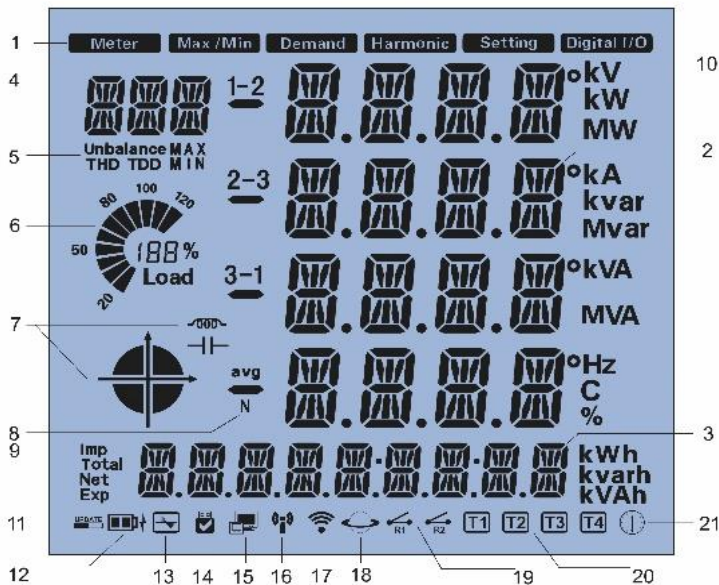 1 Meter Max/Min Demand Harmonic Setting Digital I/O
4 1-2 °kV 10
kW
MW
5 Unbalance MAX
THD TDD MIN
2
2-3 °kA
kvar
Mvar
6 80 100 120
50 188%
Load
20
3-1 °kVA
MVA
7
avg
N
°Hz
C
%
8
9 Imp kWh 3
Total
Net kvarh
Exp kVAh
11 UPDATE R1 R2 T1 T2 T3 T4 21
12 13 14 15 16 17 18 19 20